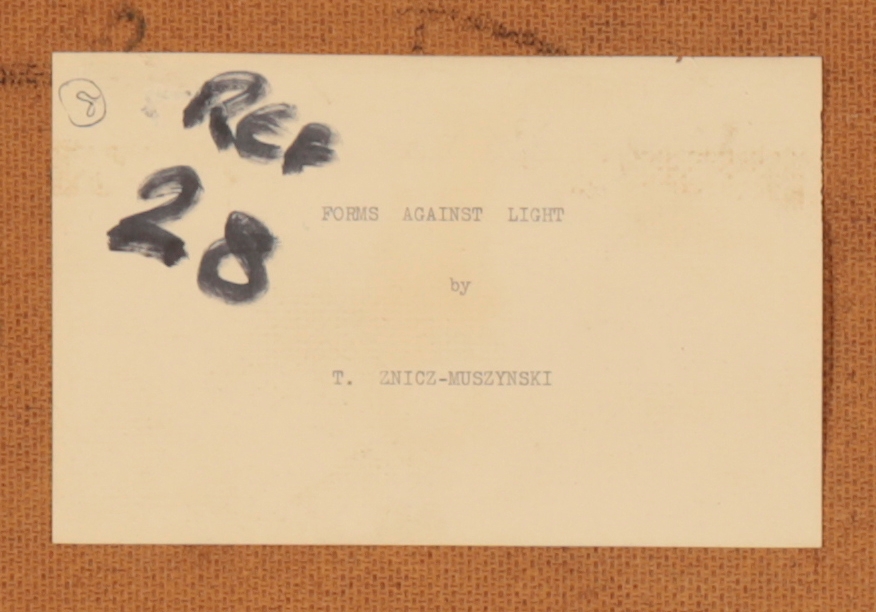 8
REF
28
FORMS AGAINST LIGHT
by
T. ZNICZ-MUSZYNSKI